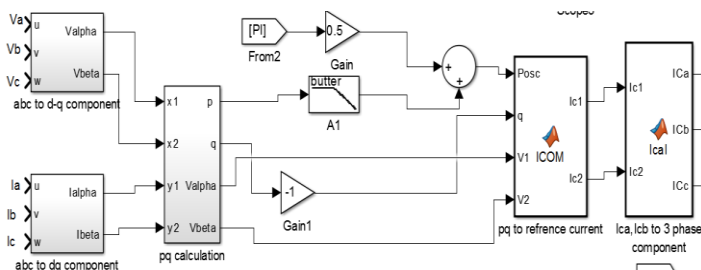 Va
Vb
Vc
u
v
w
Valpha
Vbeta
abc to d-q component
Ia
Ib
Ic
u
v
w
Ialpha
Ibeta
abc to dq component
x1
x2
y1
y2
p
q
Valpha
Vbeta
pq calculation
[PI]
From2
0.5
Gain
butter
A1
-1
Gain1
+
+
Posc
q
V1
V2
ICOM
Ic1
Ic2
pq to refrence current
Ic1
Ic2
Ical
ICa
ICb
ICc
Ica,Icb to 3 phase
component
Scopes